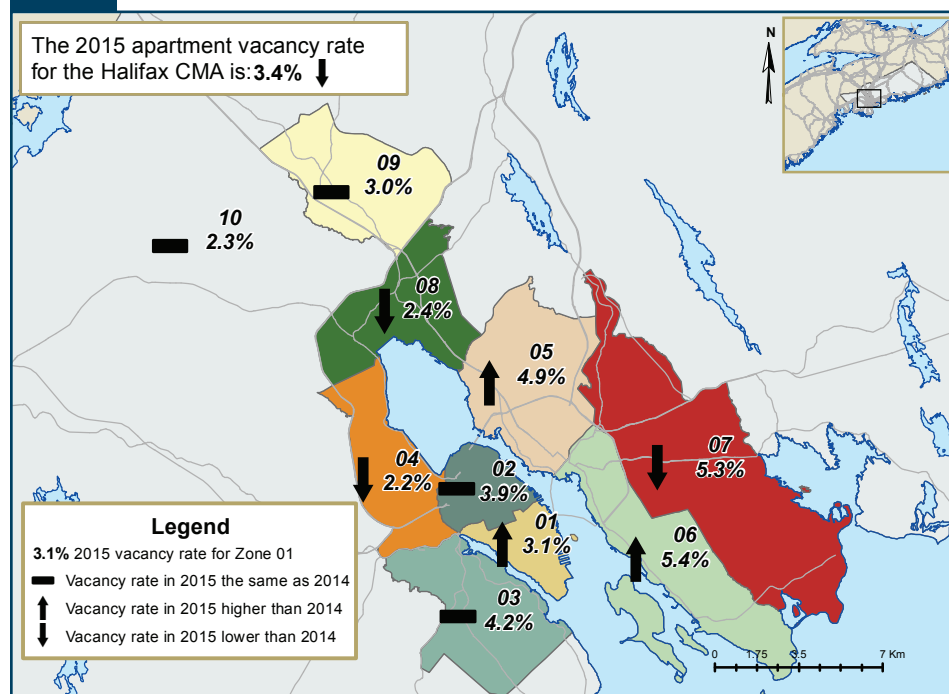 The 2015 apartment vacancy rate
for the Halifax CMA is: 3.4%
N
09
3.0%
10
2.3%
08
2.4%
05
4.9%
07
5.3%
04
2.2%
02
3.9%
01
3.1%
06
5.4%
03
4.2%
Legend
3.1% 2015 vacancy rate for Zone 01
Vacancy rate in 2015 the same as 2014
Vacancy rate in 2015 higher than 2014
Vacancy rate in 2015 lower than 2014
0 1.75 3.5 7 Km